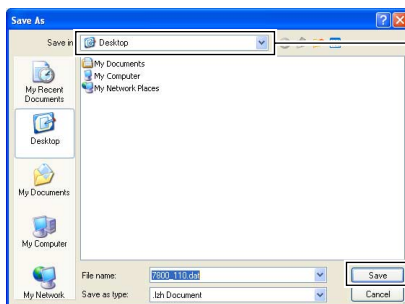 Save As
Save in
Desktop
My Documents
My Computer
My Network Places
My Recent
Documents
Desktop
My Documents
My Computer
My Network
File name:
7800_110.dat
Save
Save as type:
.lzh Document
Cancel